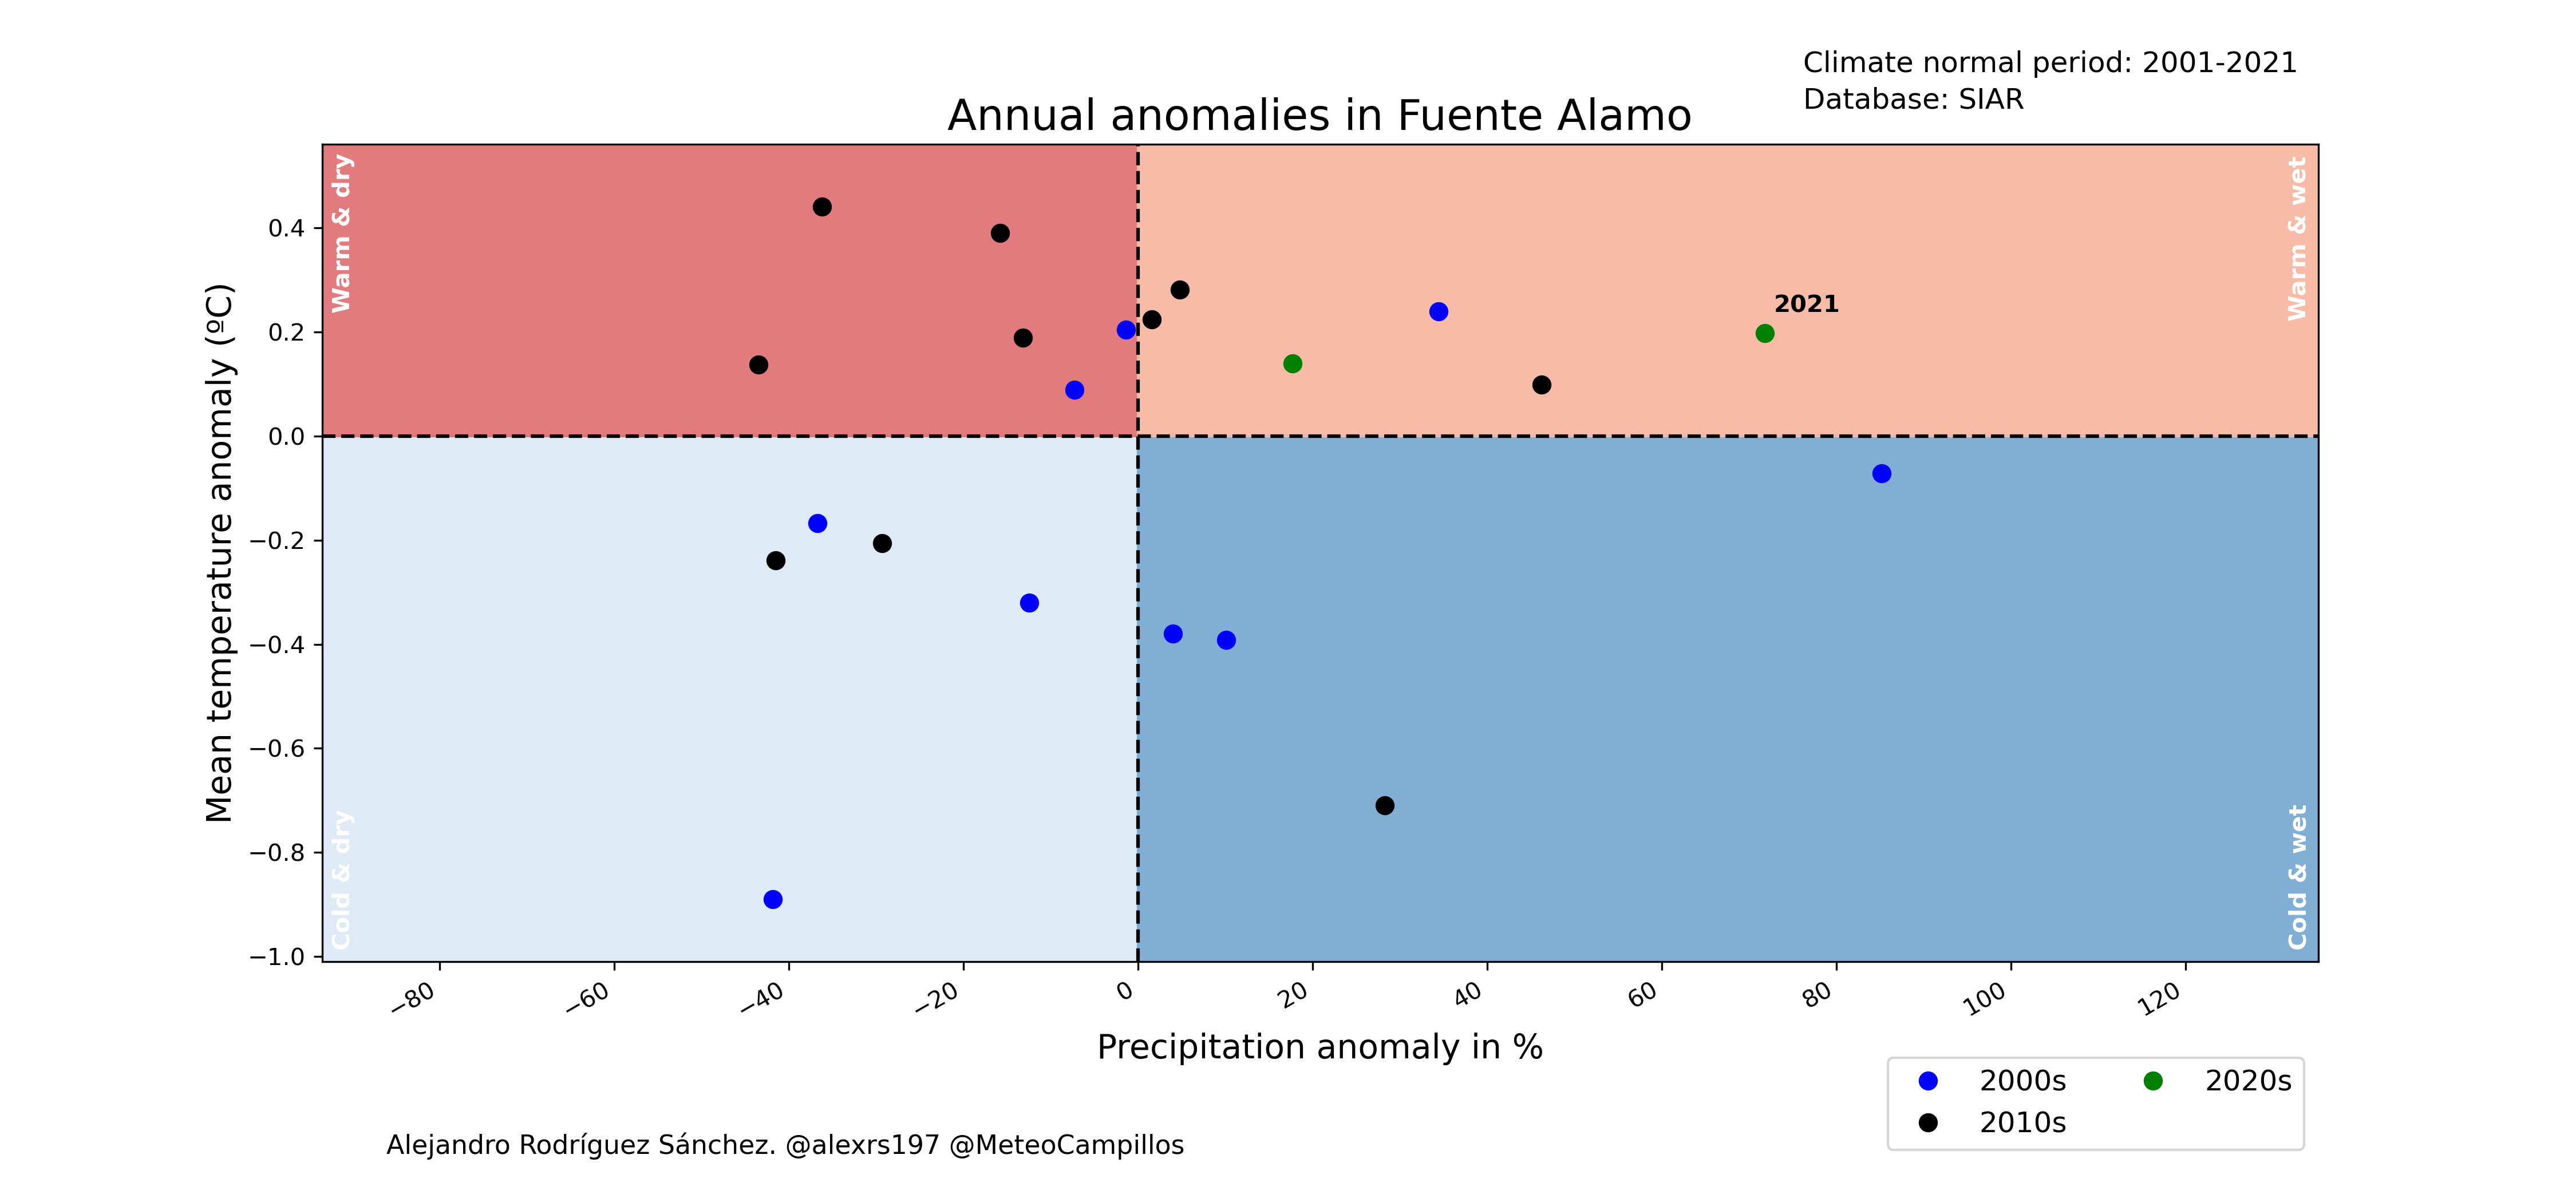 Climate normal period: 2001-2021
Database: SIAR
Annual anomalies in Fuente Alamo
Warm & dry
Warm & wet
2021
Cold & dry
Cold & wet
Mean temperature anomaly (ºC)
0.4
0.2
0.0
−0.2
−0.4
−0.6
−0.8
−1.0
−80
−60
−40
−20
0
20
40
60
80
100
120
Precipitation anomaly in %
2000s
2010s
2020s
Alejandro Rodríguez Sánchez. @alexrs197 @MeteoCampillos